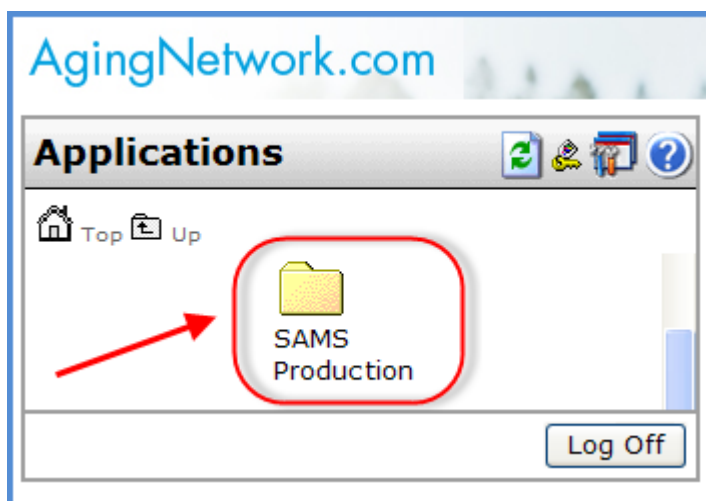 AgingNetwork.com
Applications
Top Up
SAMS
Production
Log Off